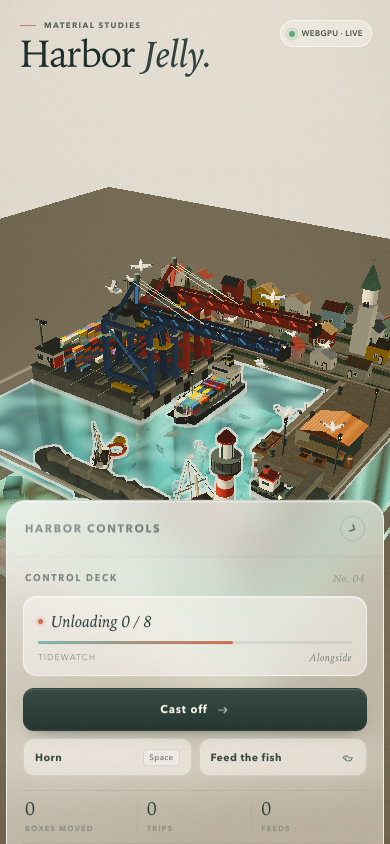 MATERIAL STUDIES
Harbor Jelly.
WEBGPU · LIVE
HARBOR CONTROLS
CONTROL DECK
No. 04
Unloading 0 / 8
TIDEWATCH
Alongside
Cast off →
Horn
Space
Feed the fish
0
0
0
BOXES MOVED
TRIPS
FEEDS